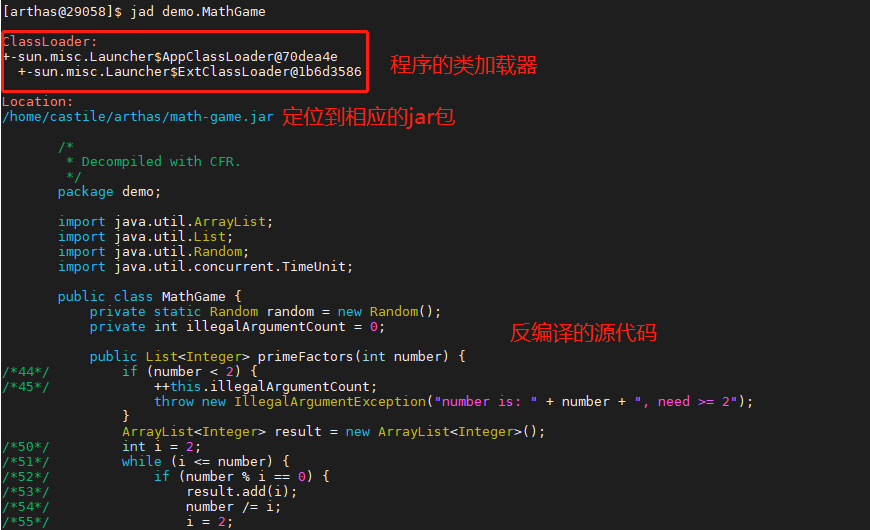 [arthas@29058]$ jad demo.MathGame
ClassLoader:
+-sun.misc.Launcher$AppClassLoader@70dea4e
  +-sun.misc.Launcher$ExtClassLoader@1b6d3586
程序的类加载器
Location:
/home/castile/arthas/math-game.jar 定位到相应的jar包
       /*
        * Decompiled with CFR.
        */
       package demo;
       import java.util.ArrayList;
       import java.util.List;
       import java.util.Random;
       import java.util.concurrent.TimeUnit;
       public class MathGame {
           private static Random random = new Random();
           private int illegalArgumentCount = 0;
反编译的源代码
           public List<Integer> primeFactors(int number) {
/*44*/         if (number < 2) {
/*45*/             ++this.illegalArgumentCount;
                   throw new IllegalArgumentException("number is: " + number + ", need >= 2");
               }
               ArrayList<Integer> result = new ArrayList<Integer>();
/*50*/         int i = 2;
/*51*/         while (i <= number) {
/*52*/             if (number % i == 0) {
/*53*/                 result.add(i);
/*54*/                 number /= i;
/*55*/                 i = 2;